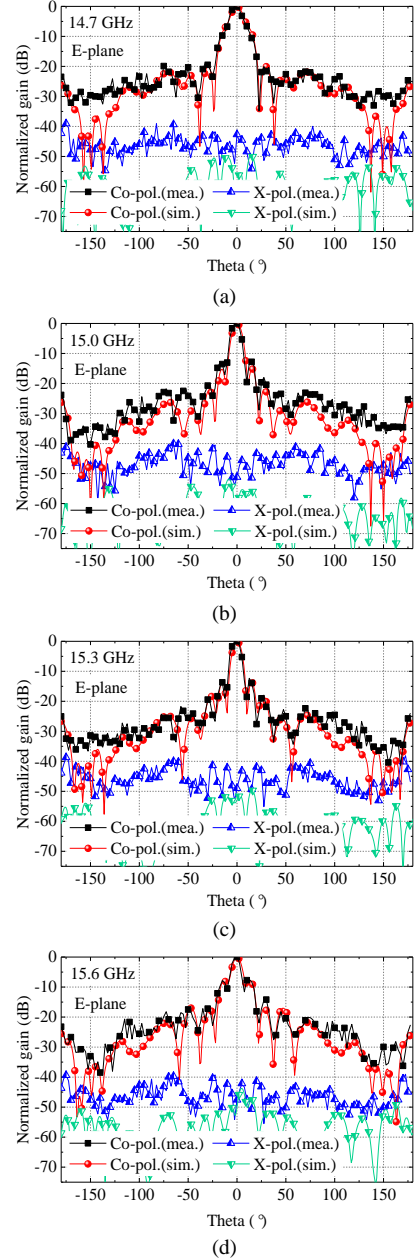 0
-10
-20
-30
-40
-50
-60
-70
Normalized gain (dB)
14.7 GHz
E-plane
Co-pol.(mea.) X-pol.(mea.)
Co-pol.(sim.) X-pol.(sim.)
-150 -100 -50 0 50 100 150
Theta (°)
(a)
0
-10
-20
-30
-40
-50
-60
-70
Normalized gain (dB)
15.0 GHz
E-plane
Co-pol.(mea.) X-pol.(mea.)
Co-pol.(sim.) X-pol.(sim.)
-150 -100 -50 0 50 100 150
Theta (°)
(b)
0
-10
-20
-30
-40
-50
-60
-70
Normalized gain (dB)
15.3 GHz
E-plane
Co-pol.(mea.) X-pol.(mea.)
Co-pol.(sim.) X-pol.(sim.)
-150 -100 -50 0 50 100 150
Theta (°)
(c)
0
-10
-20
-30
-40
-50
-60
-70
Normalized gain (dB)
15.6 GHz
E-plane
Co-pol.(mea.) X-pol.(mea.)
Co-pol.(sim.) X-pol.(sim.)
-150 -100 -50 0 50 100 150
Theta (°)
(d)